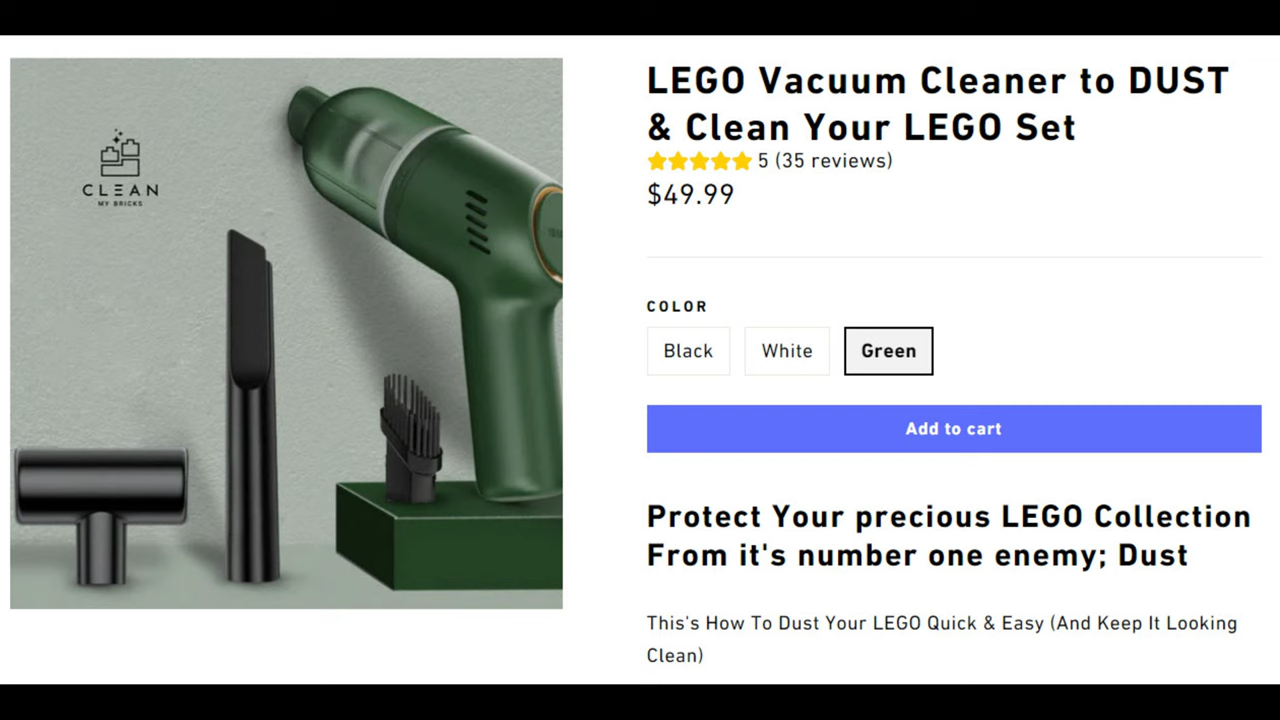 CLEAN
MY BRICKS
LEGO Vacuum Cleaner to DUST
& Clean Your LEGO Set
5 (35 reviews)
$49.99
COLOR
Black
White
Green
Add to cart
Protect Your precious LEGO Collection
From it's number one enemy; Dust
This's How To Dust Your LEGO Quick & Easy (And Keep It Looking
Clean)